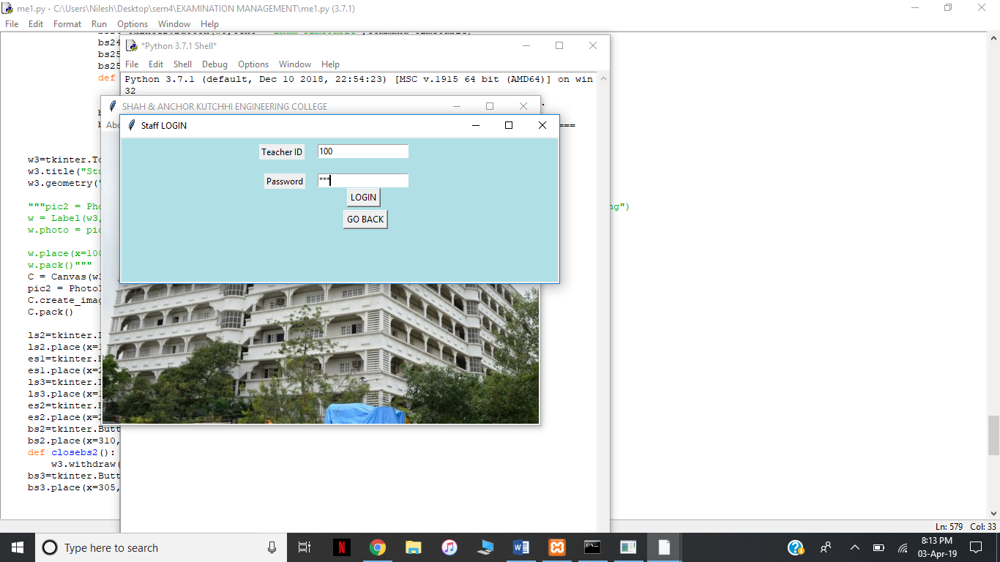 me1.py - C:\Users\Nilesh\Desktop\sem4\EXAMINATION MANAGEMENT\me1.py (3.7.1)
File Edit Format Run Options Window Help
bs24
bs25
bs25
def
*Python 3.7.1 Shell*
File Edit Shell Debug Options Window Help
Python 3.7.1 (default, Dec 10 2018, 22:54:23) [MSC v.1915 64 bit (AMD64)] on win
32
SHAH & ANCHOR KUTCHHI ENGINEERING COLLEGE
Abo
===
Staff LOGIN
Teacher ID 100
Password ***
LOGIN
GO BACK
w3=tkinter.To
w3.title("Stu
w3.geometry("
"""pic2 = Pho ng")
w = Label(w3,
w.photo = pic
w.place(x=100
w.pack()"""
C = Canvas(w3
pic2 = PhotoI
C.create_imag
C.pack()
ls2=tkinter.L
ls2.place(x=1
es1=tkinter.E
es1.place(x=2
ls3=tkinter.L
ls3.place(x=1
es2=tkinter.E
es2.place(x=2
bs2=tkinter.Butt
bs2.place(x=310,
def closebs2():
w3.withdraw(
bs3=tkinter.Butt
bs3.place(x=305,
Ln: 579 Col: 33
Type here to search
8:13 PM
03-Apr-19